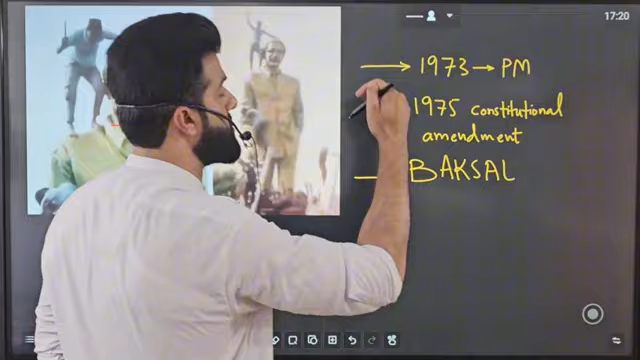 17:20
→ 1973 → PM
1975 constitutional
amendment
BAKSAL